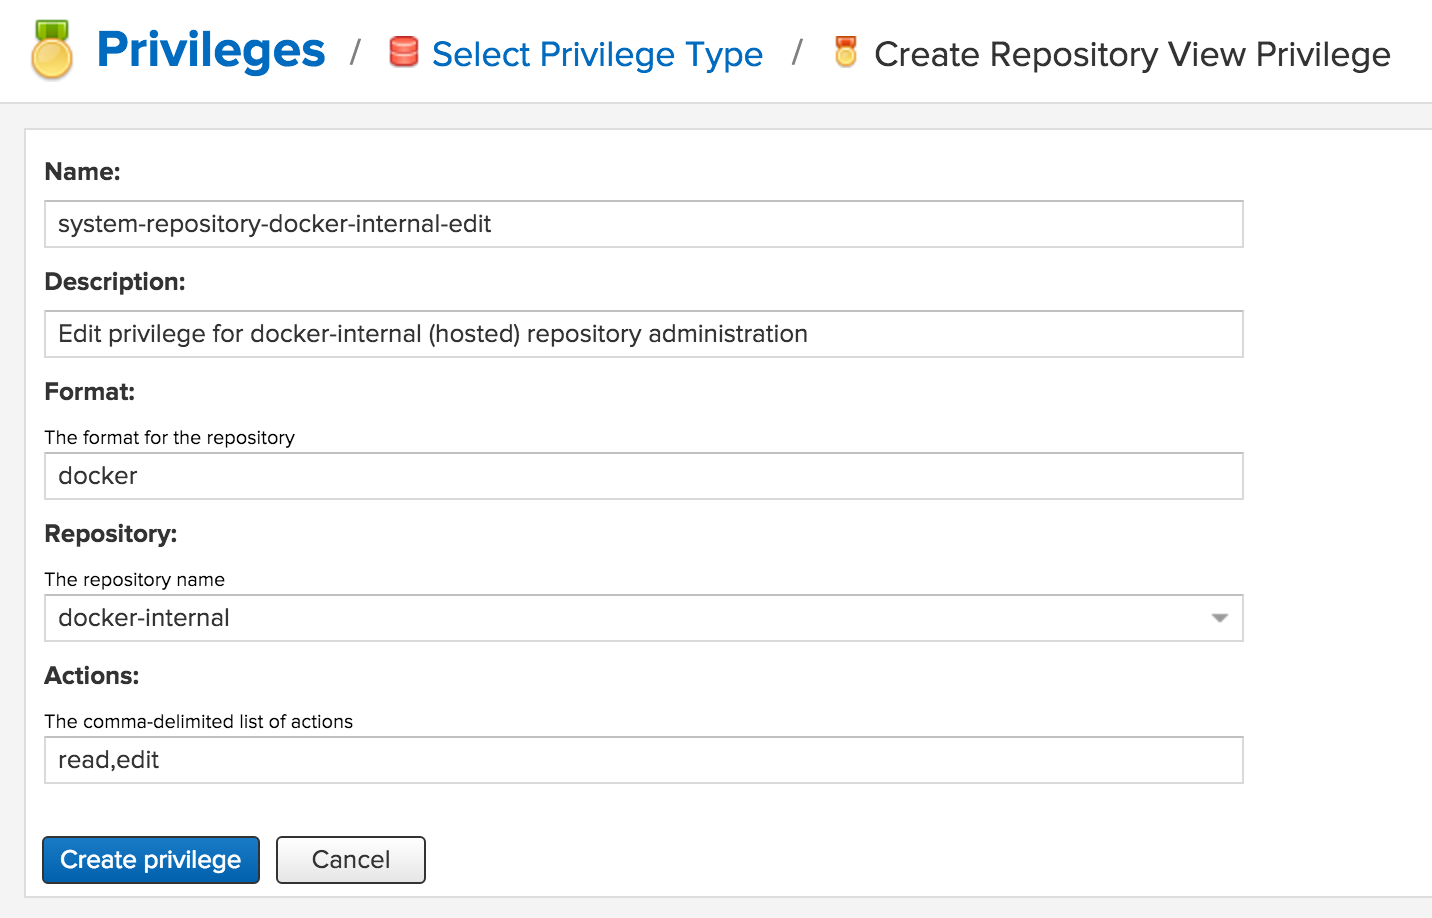 Privileges / Select Privilege Type / Create Repository View Privilege
Name:
system-repository-docker-internal-edit
Description:
Edit privilege for docker-internal (hosted) repository administration
Format:
The format for the repository
docker
Repository:
The repository name
docker-internal
Actions:
The comma-delimited list of actions
read,edit
Create privilege Cancel